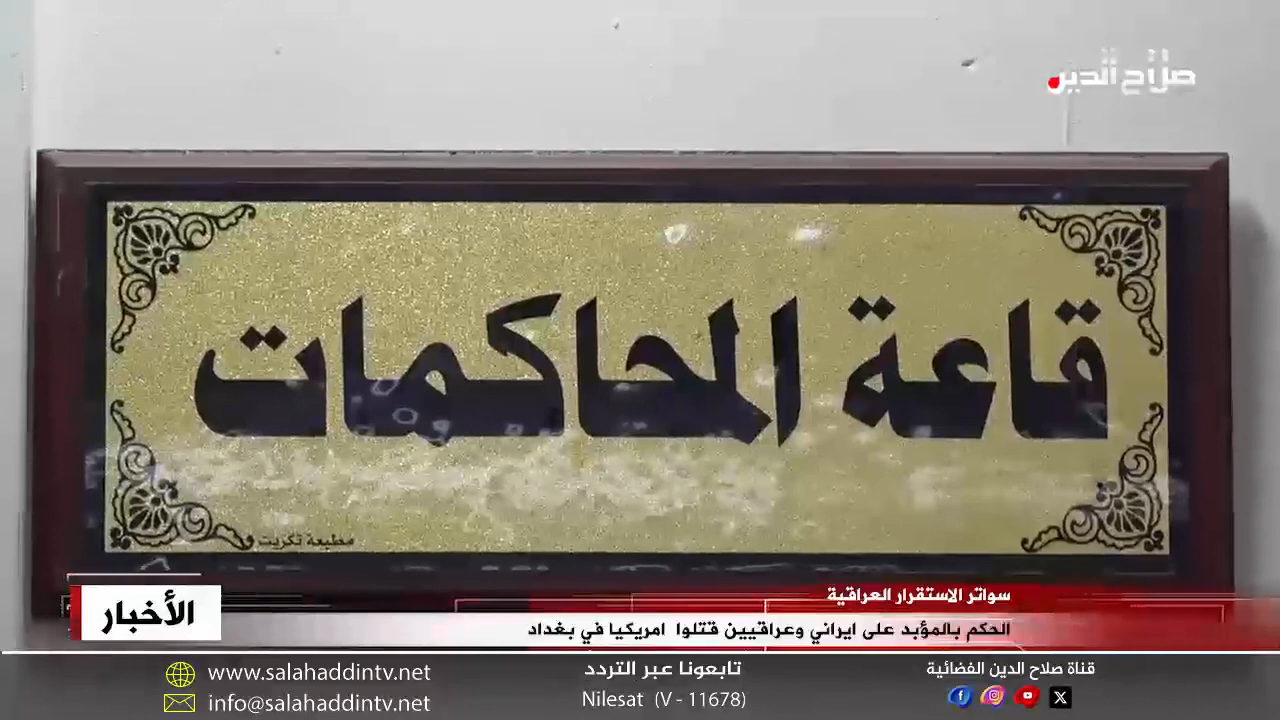 صلاح الدين
قاعة المحاكمات
مطبعة تكريت
سواتر الاستقرار العراقية
الأخبار
الحكم بالمؤبد على ايراني وعراقيين قتلوا امريكيا في بغداد
قناة صلاح الدين الفضائية
تابعونا عبر التردد
Nilesat (V - 11678)
www.salahaddintv.net
info@salahaddintv.net